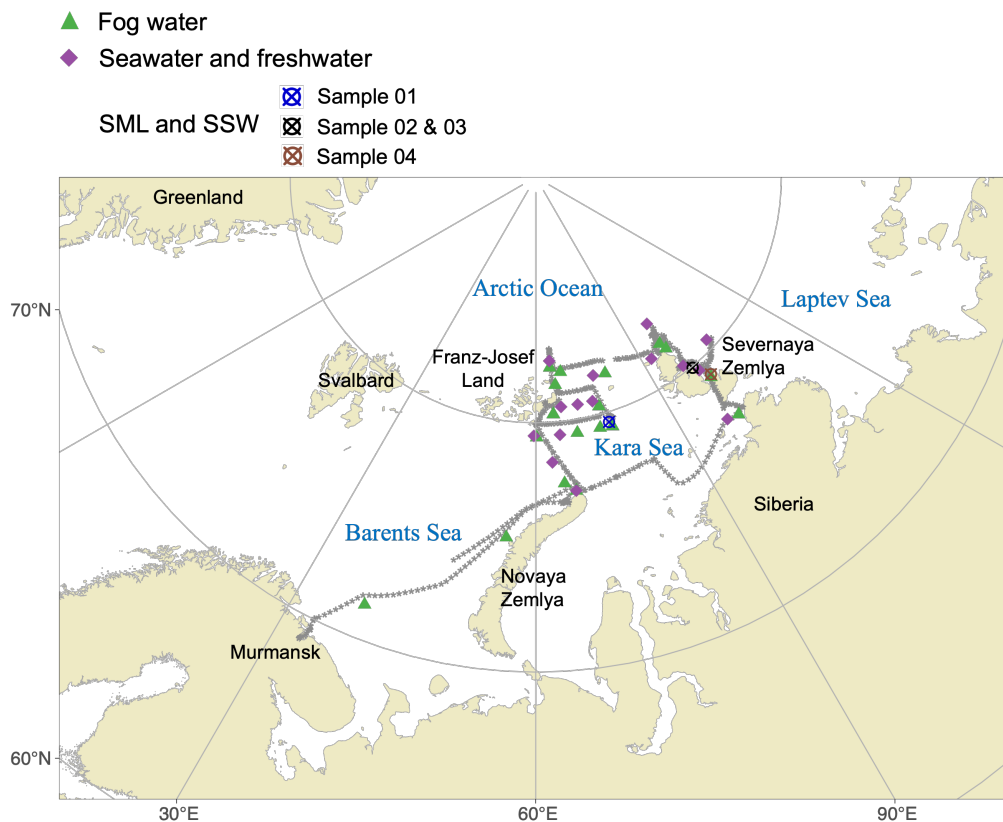 Fog water
Seawater and freshwater
SML and SSW
Sample 01
Sample 02 & 03
Sample 04
Greenland
Arctic Ocean
Laptev Sea
70°N
Severnaya
Zemlya
Franz-Josef
Land
Svalbard
Kara Sea
Siberia
Barents Sea
Novaya
Zemlya
Murmansk
60°N
30°E
60°E
90°E